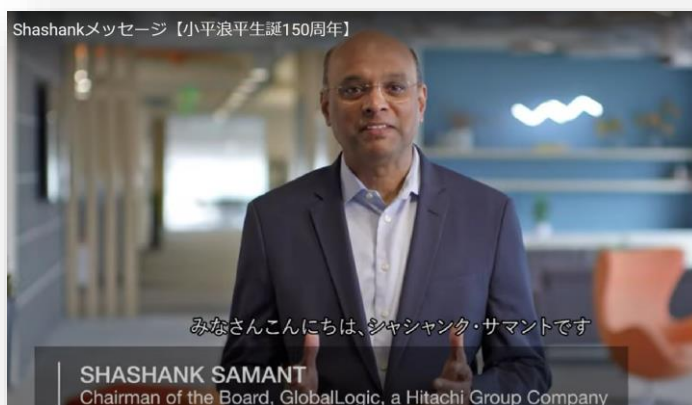 Shashankメッセージ【小平浪平生誕150周年】
みなさんこんにちは、シャシャンク・サマントです
SHASHANK SAMANT
Chairman of the Board, GlobalLogic, a Hitachi Group Company